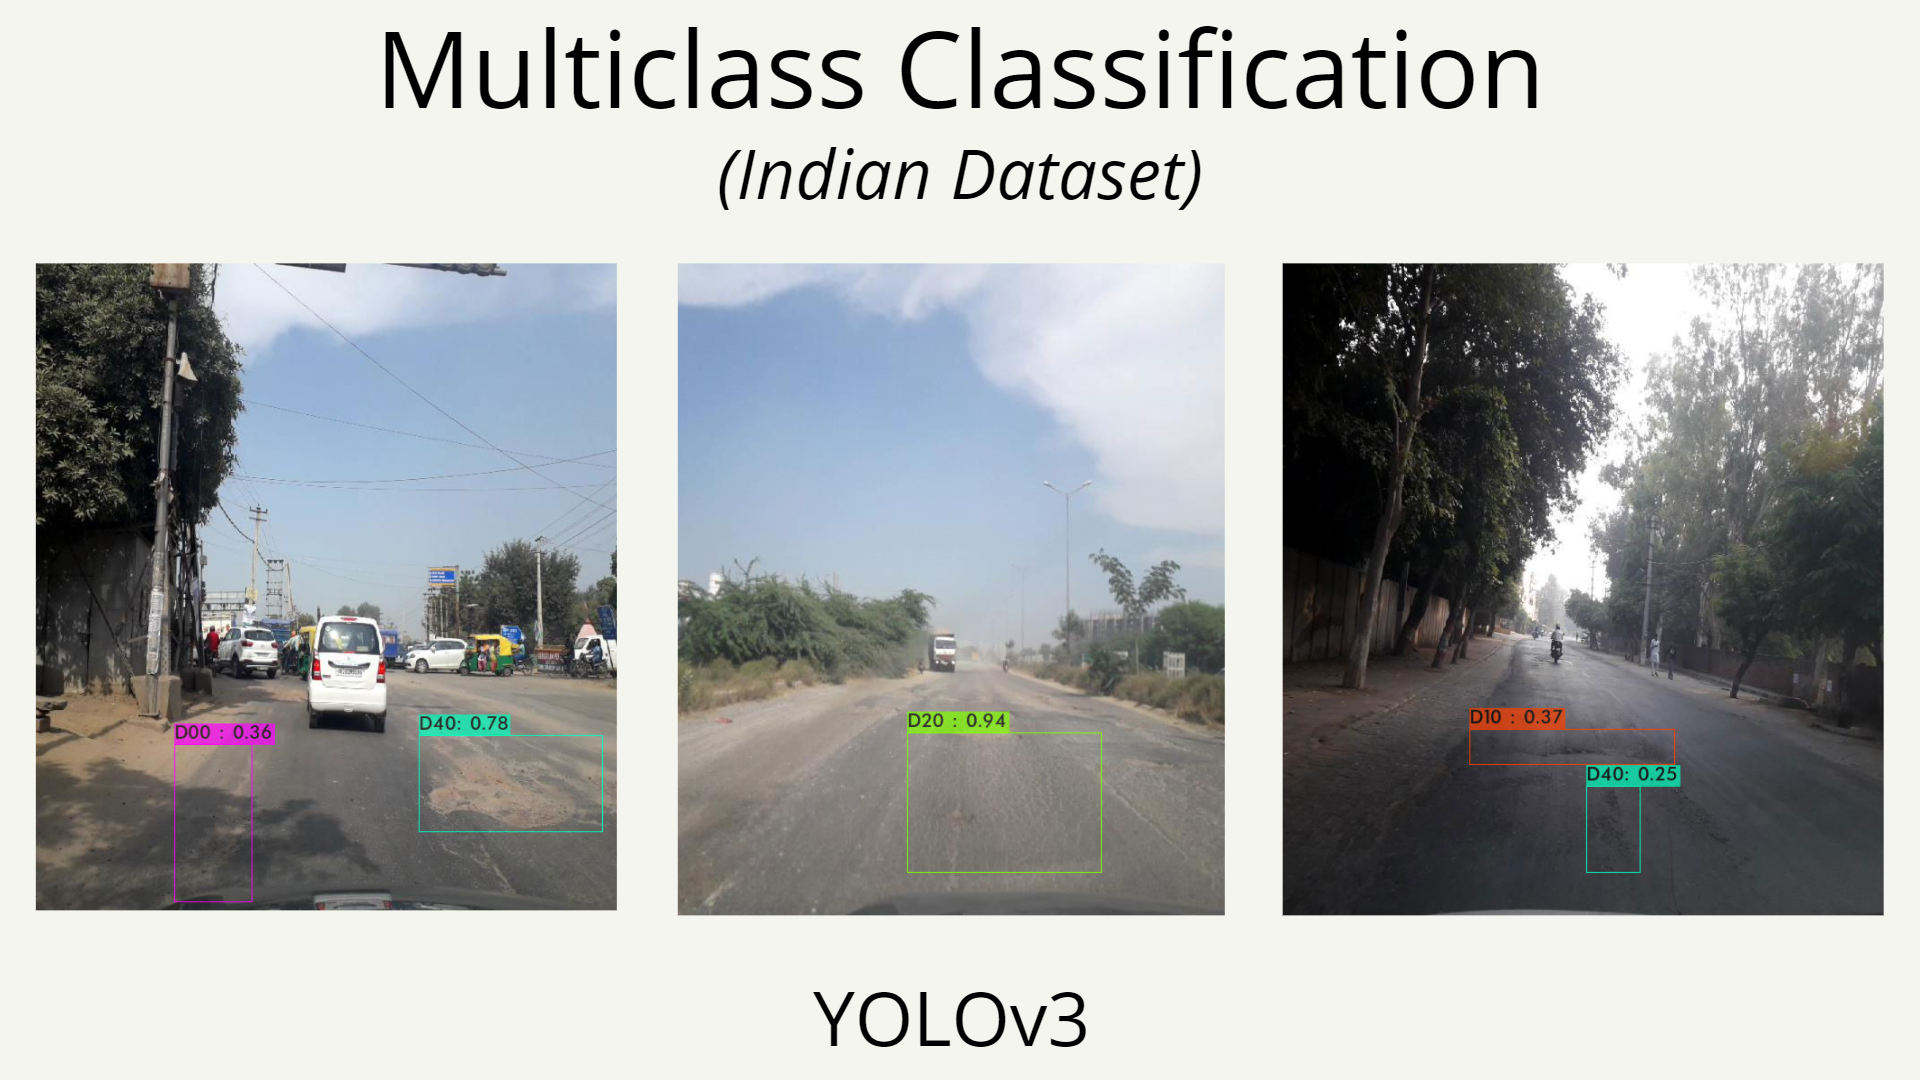 Multiclass Classification
(Indian Dataset)
D00 : 0.36
D40: 0.78
D20 : 0.94
D10 : 0.37
D40: 0.25
YOLOv3